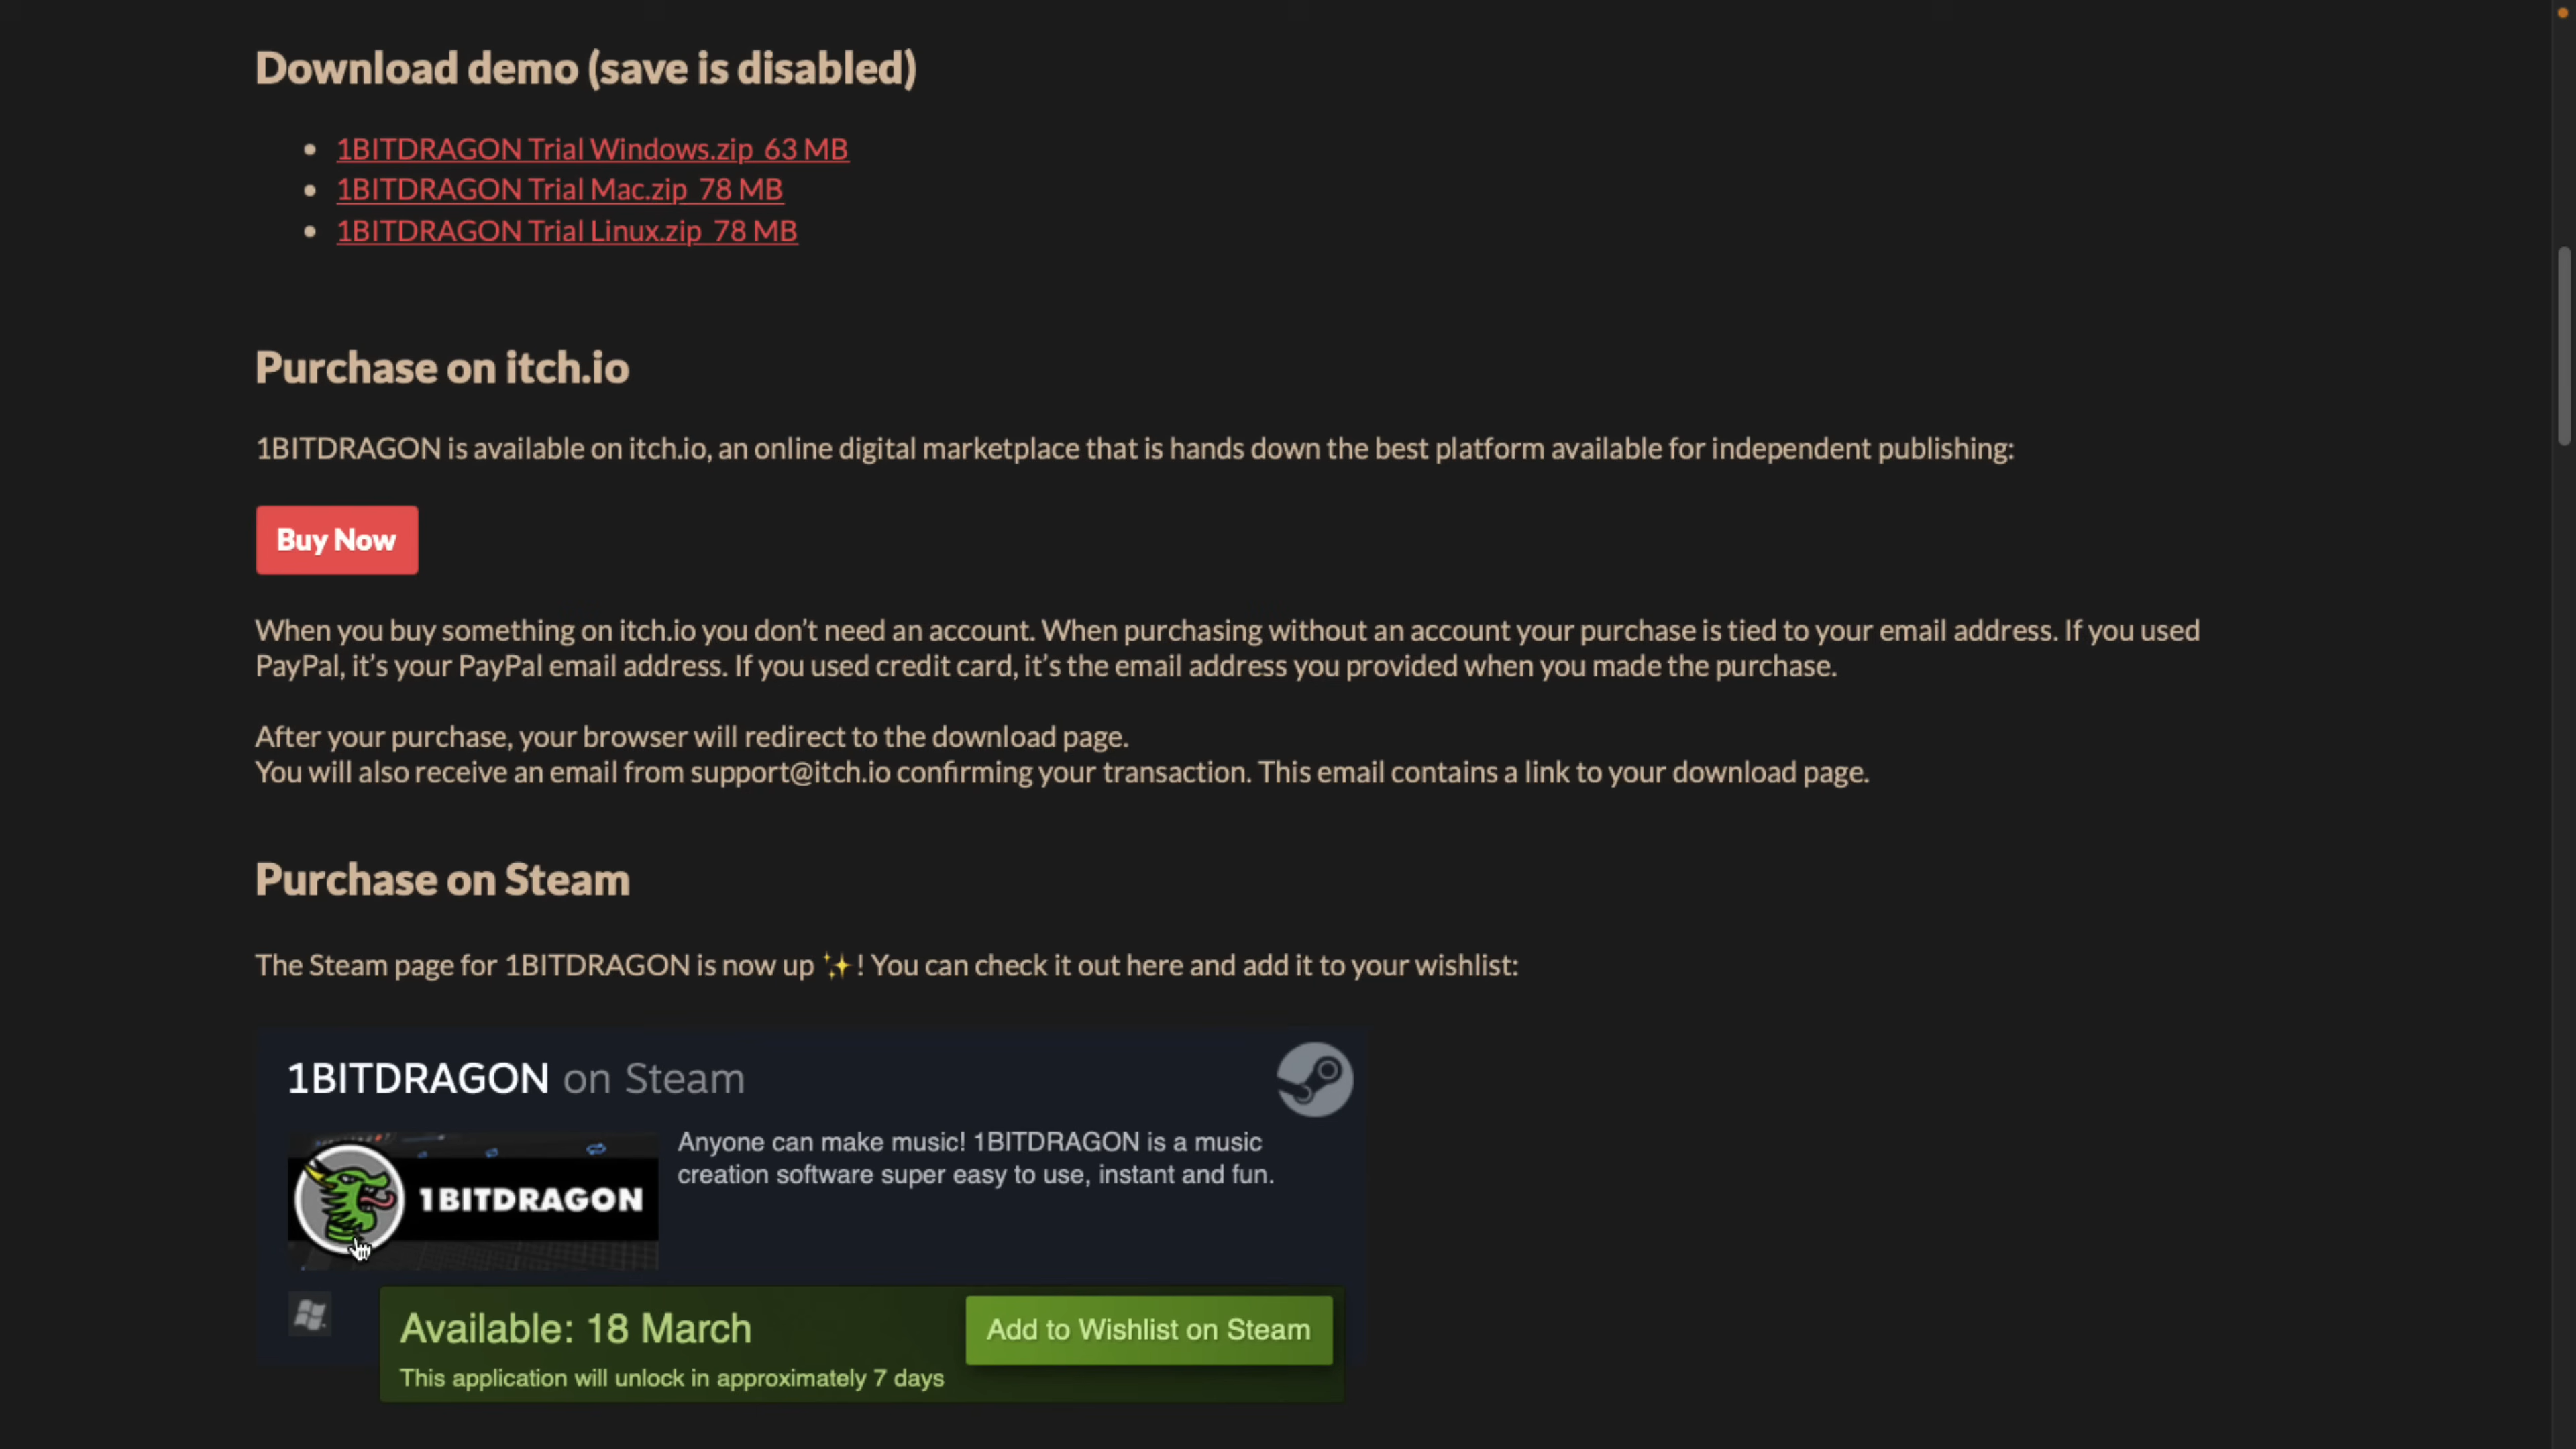 Download demo (save is disabled)
1BITDRAGON Trial Windows.zip 63 MB
1BITDRAGON Trial Mac.zip 78 MB
1BITDRAGON Trial Linux.zip 78 MB
Purchase on itch.io
1BITDRAGON is available on itch.io, an online digital marketplace that is hands down the best platform available for independent publishing:
Buy Now
When you buy something on itch.io you don’t need an account. When purchasing without an account your purchase is tied to your email address. If you used
PayPal, it’s your PayPal email address. If you used credit card, it’s the email address you provided when you made the purchase.
After your purchase, your browser will redirect to the download page.
You will also receive an email from support@itch.io confirming your transaction. This email contains a link to your download page.
Purchase on Steam
The Steam page for 1BITDRAGON is now up ✨! You can check it out here and add it to your wishlist:
1BITDRAGON on Steam
Anyone can make music! 1BITDRAGON is a music
creation software super easy to use, instant and fun.
1BITDRAGON
Available: 18 March
Add to Wishlist on Steam
This application will unlock in approximately 7 days